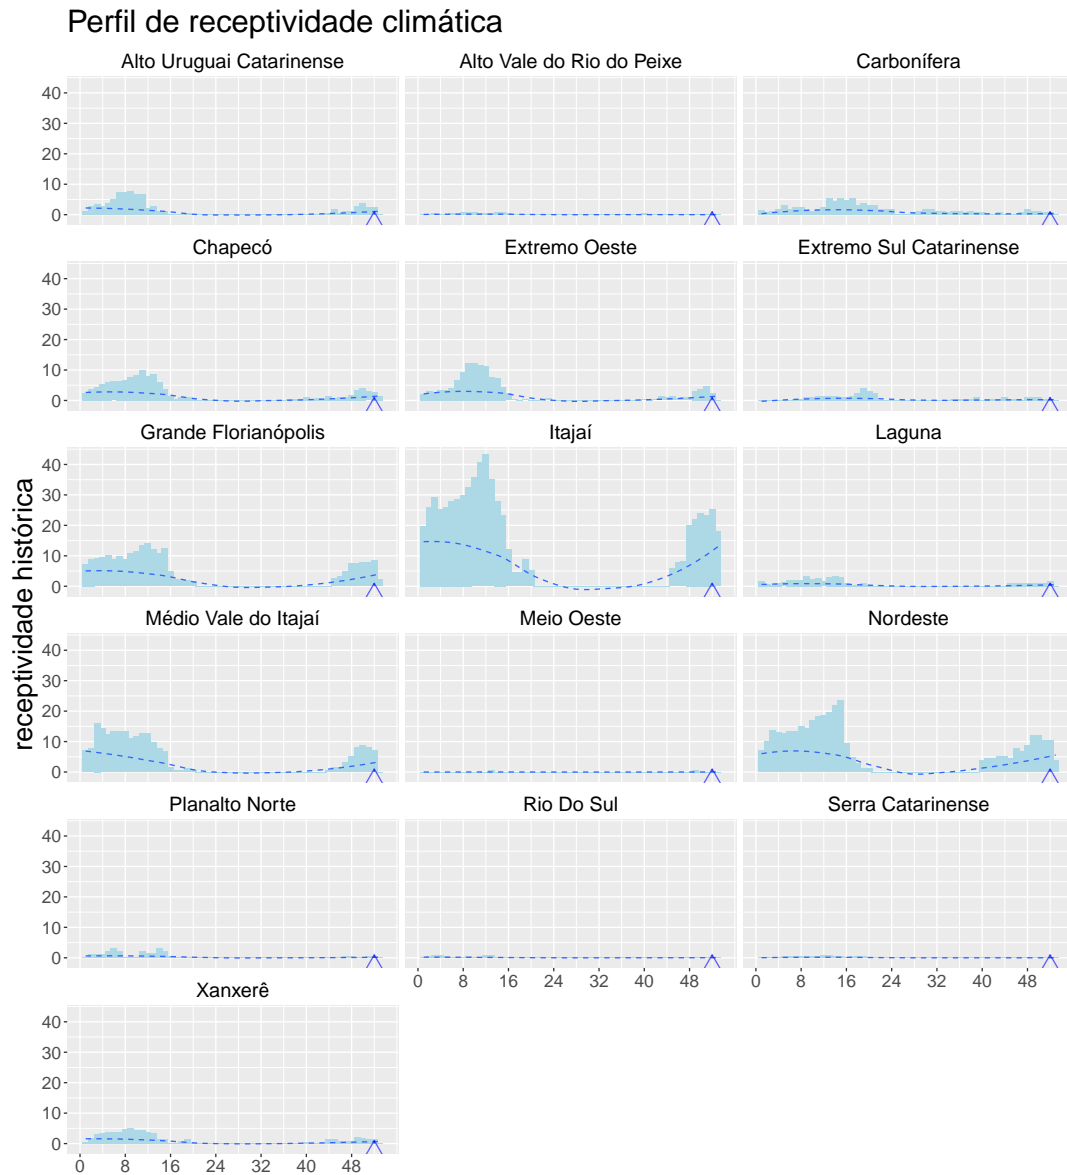 Perfil de receptividade climática
Alto Uruguai Catarinense
Alto Vale do Rio do Peixe
Carbonífera
40
30
20
10
0
Chapecó
Extremo Oeste
Extremo Sul Catarinense
40
30
20
10
0
Grande Florianópolis
Itajaí
Laguna
40
30
20
10
0
receptividade histórica
Médio Vale do Itajaí
Meio Oeste
Nordeste
40
30
20
10
0
Planalto Norte
Rio Do Sul
Serra Catarinense
40
30
20
10
0
0 8 16 24 32 40 48
0 8 16 24 32 40 48
Xanxerê
40
30
20
10
0
0 8 16 24 32 40 48